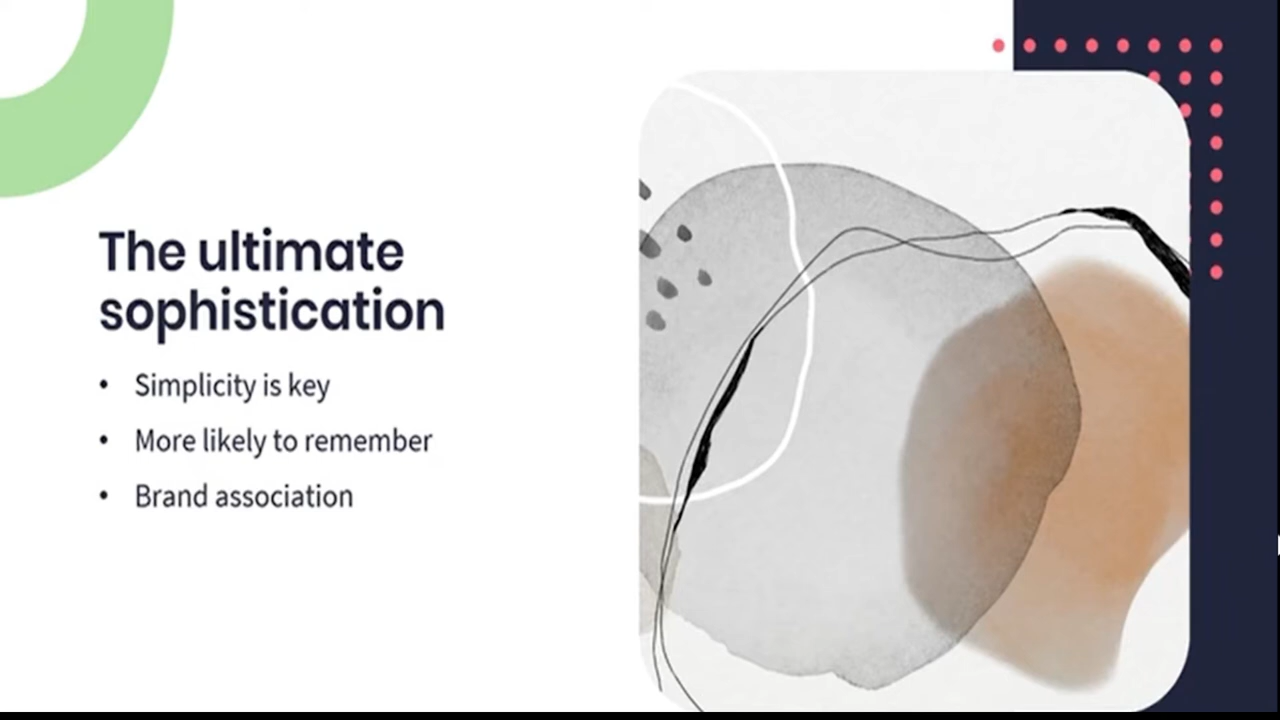 The ultimate
sophistication
• Simplicity is key
• More likely to remember
• Brand association